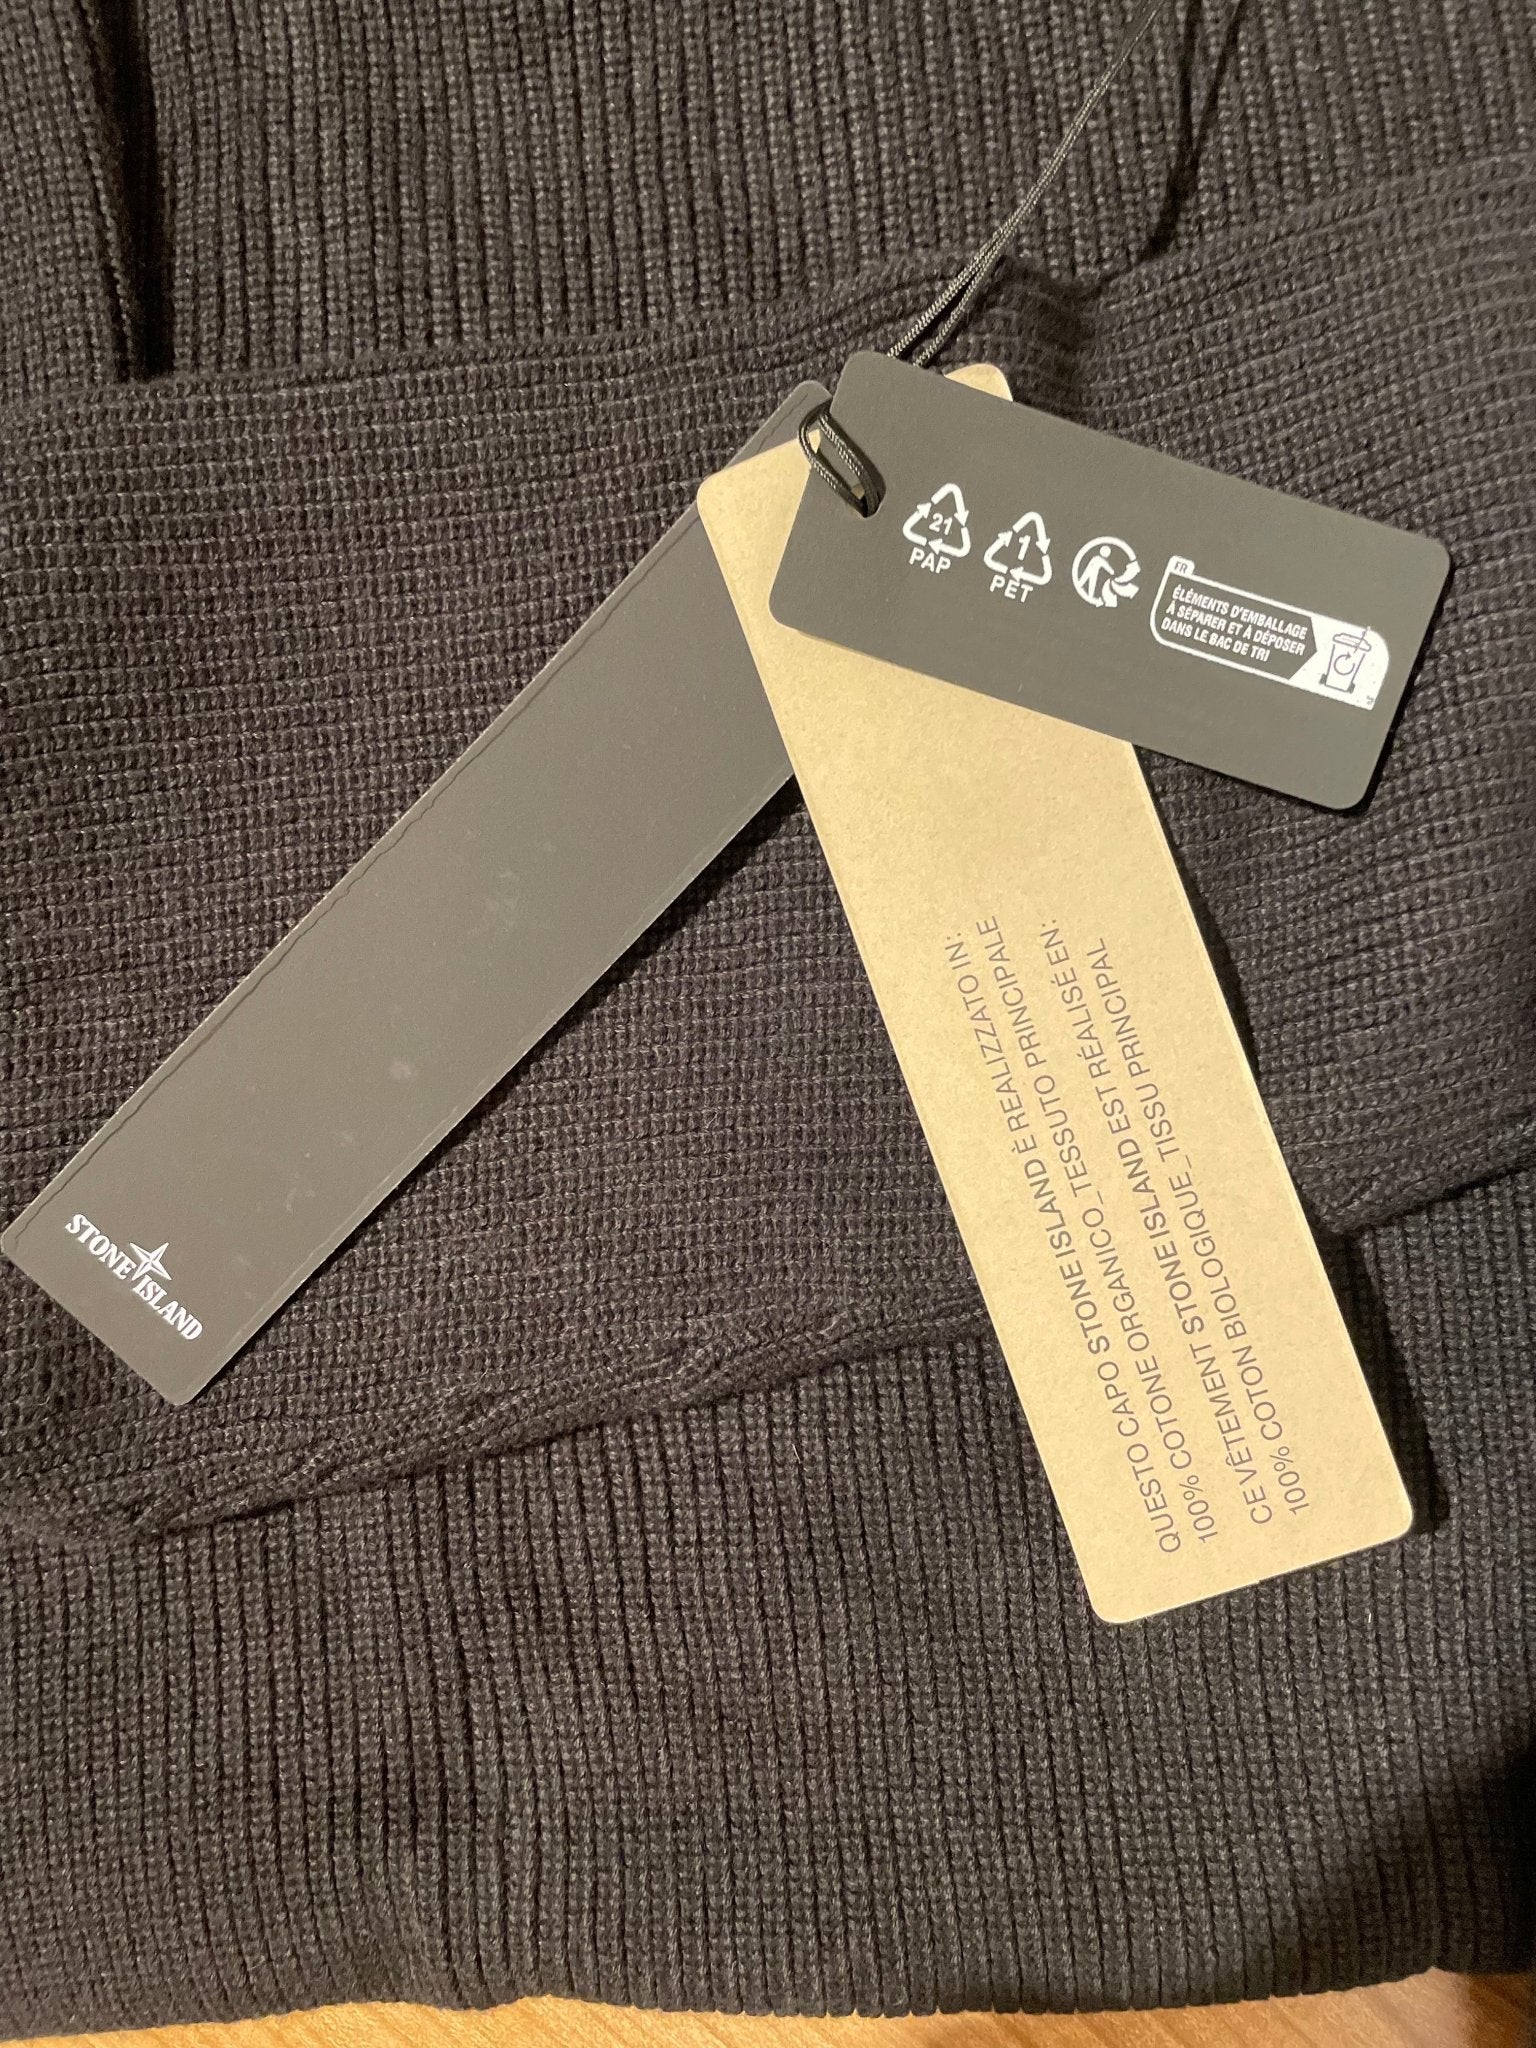 21
PAP
1
PET
FR
ÉLÉMENTS D'EMBALLAGE
À SÉPARER ET À DÉPOSER
DANS LE BAC DE TRI
STONE ISLAND
QUESTO CAPO STONE ISLAND É REALIZZATO IN:
100% COTONE ORGANICO_TESSUTO PRINCIPALE
CE VÊTEMENT STONE ISLAND EST RÉALISÉ EN:
100% COTON BIOLOGIQUE_TISSU PRINCIPAL